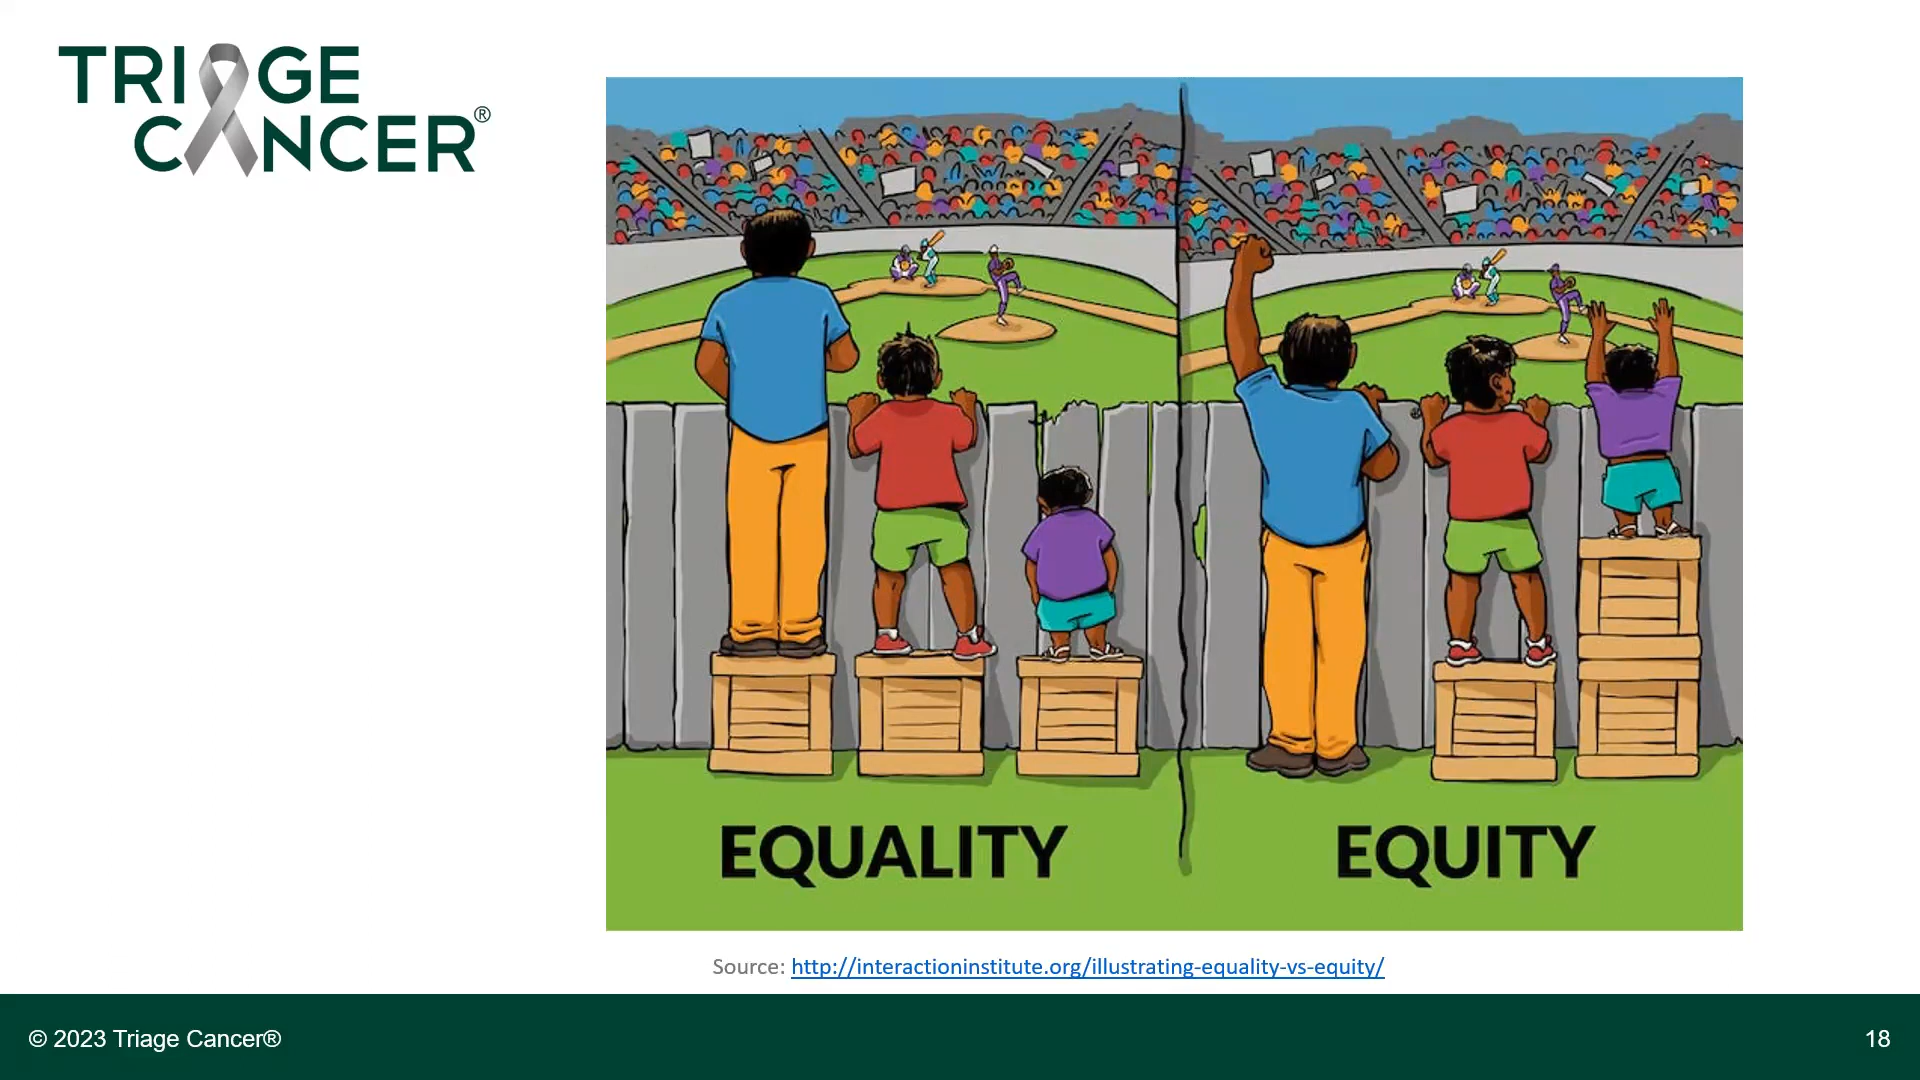 TRIAGE
CANCER®
EQUALITY
EQUITY
Source: http://interactioninstitute.org/illustrating-equality-vs-equity/
© 2023 Triage Cancer®
18